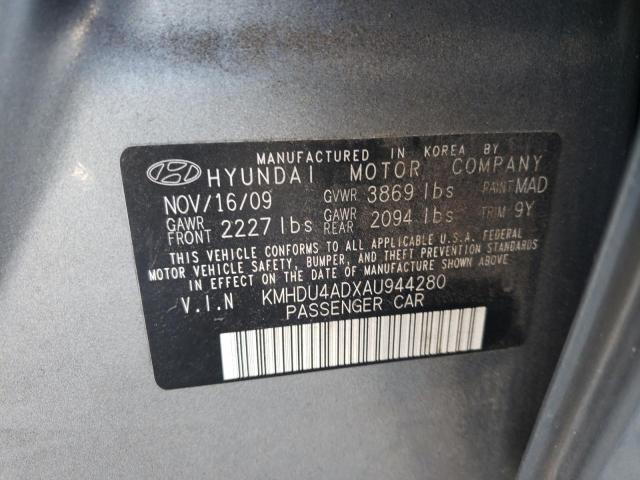 MANUFACTURED IN KOREA BY
HYUNDAI MOTOR COMPANY
NOV/16/09 GVWR 3869 lbs PAINT MAD
GAWR FRONT 2227 lbs GAWR REAR 2094 lbs TRIM 9Y
THIS VEHICLE CONFORMS TO ALL APPLICABLE U.S.A. FEDERAL
MOTOR VEHICLE SAFETY, BUMPER, AND THEFT PREVENTION STANDARDS
IN EFFECT ON THE DATE OF MANUFACTURE SHOWN ABOVE.
V.I.N KMHDU4ADXAU944280
PASSENGER CAR